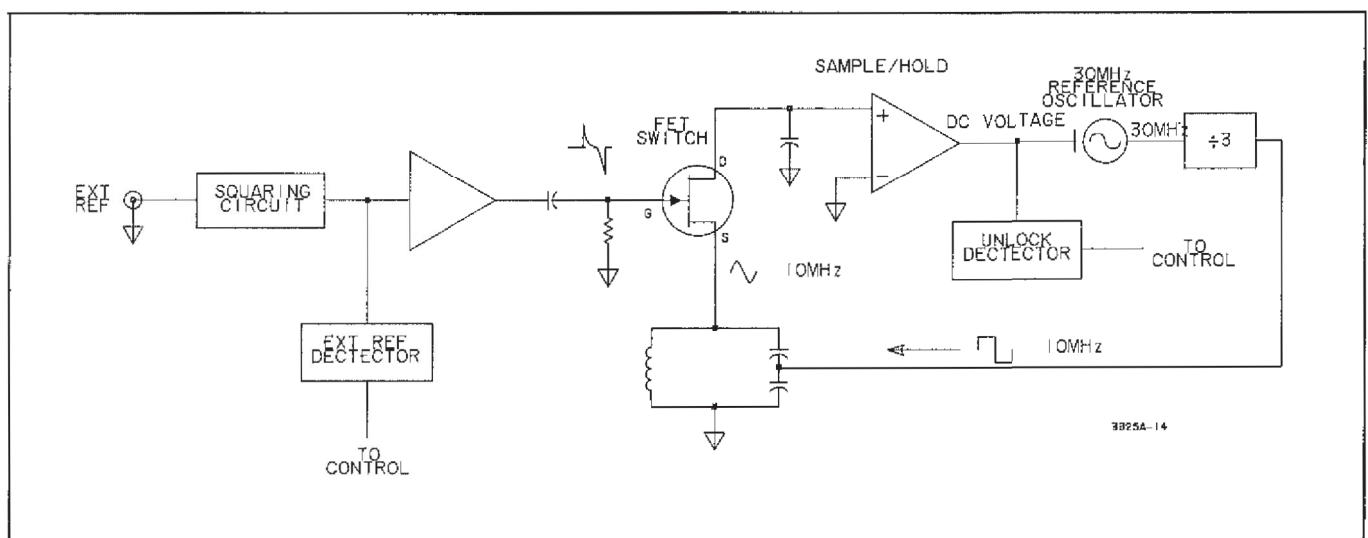 SAMPLE/HOLD
30MHz
REFERENCE
OSCILLATOR
FET
SWITCH
DC VOLTAGE
30MHz
÷3
D
EXT
REF
SQUARING
CIRCUIT
G
S
UNLOCK
DECTECTOR
TO
CONTROL
10MHz
EXT REF
DECTECTOR
10MHz
TO
CONTROL
3325A-14
+
−